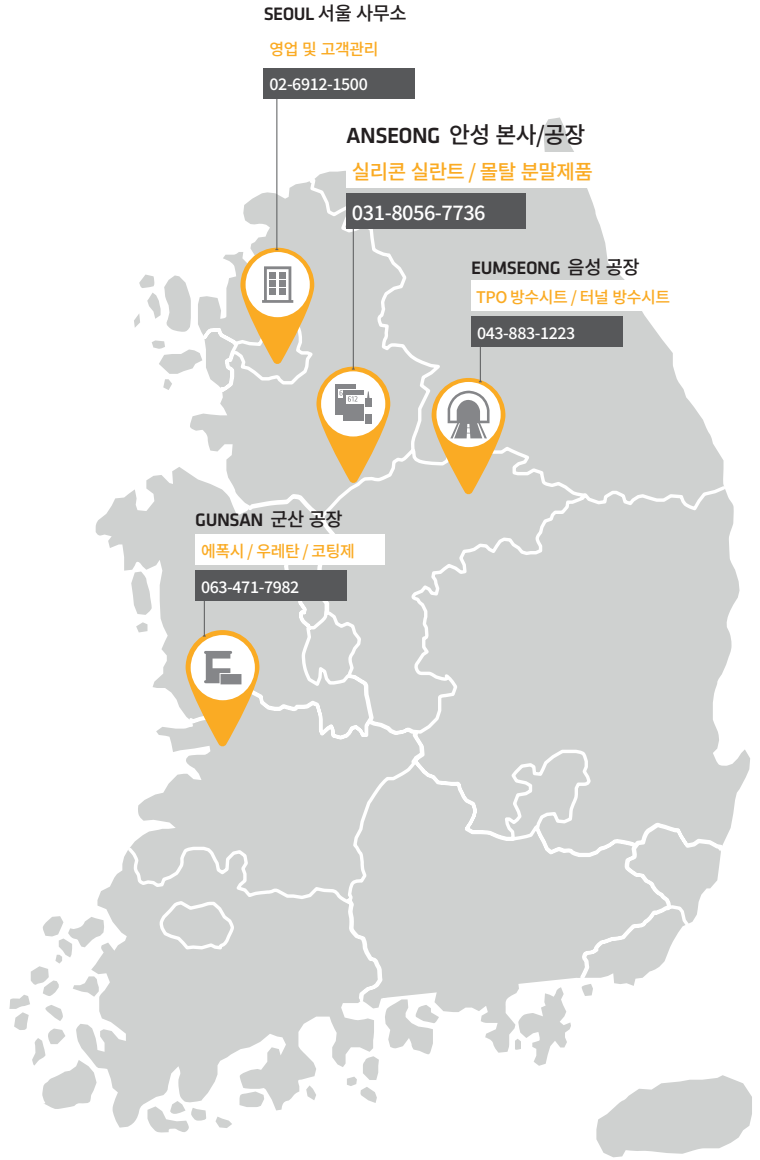 SEOUL 서울 사무소
영업 및 고객관리
02-6912-1500
ANSEONG 안성 본사/공장
실리콘 실란트 / 몰탈 분말제품
031-8056-7736
EUMSEONG 음성 공장
TPO 방수시트 / 터널 방수시트
043-883-1223
612
GUNSAN 군산 공장
에폭시 / 우레탄 / 코팅제
063-471-7982